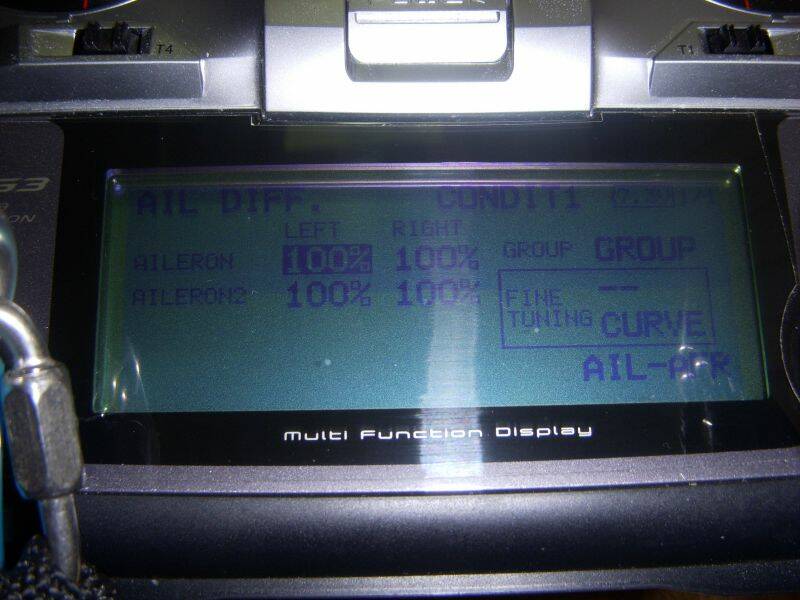 T4 T1
G3
AIL DIFF. CONDIT1
LEFT RIGHT
AILERON 100% 100% GROUP GROUP
AILERON2 100% 100% FINE TUNING --
CURVE
AIL-AFR
Multi Function Display